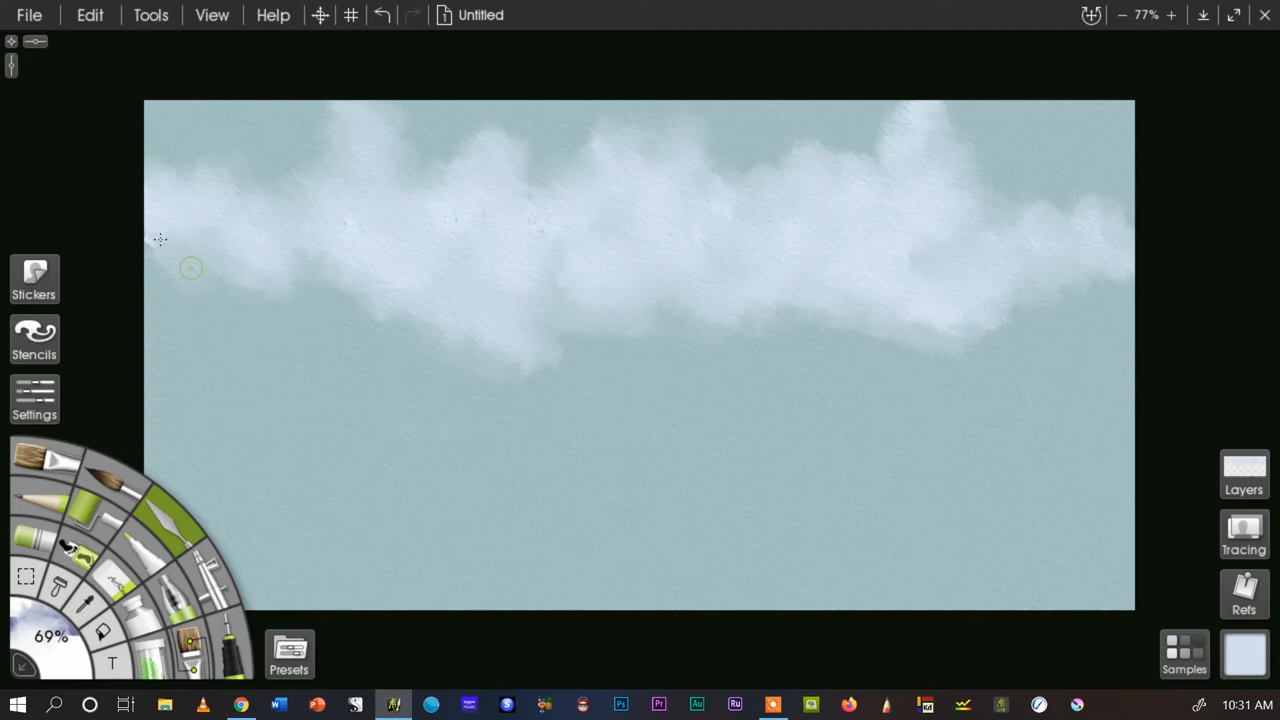 File Edit Tools View Help Untitled 77%
Stickers
Stencils
Settings
Layers
Tracing
Refs
69%
T
Presets
Samples
10:31 AM